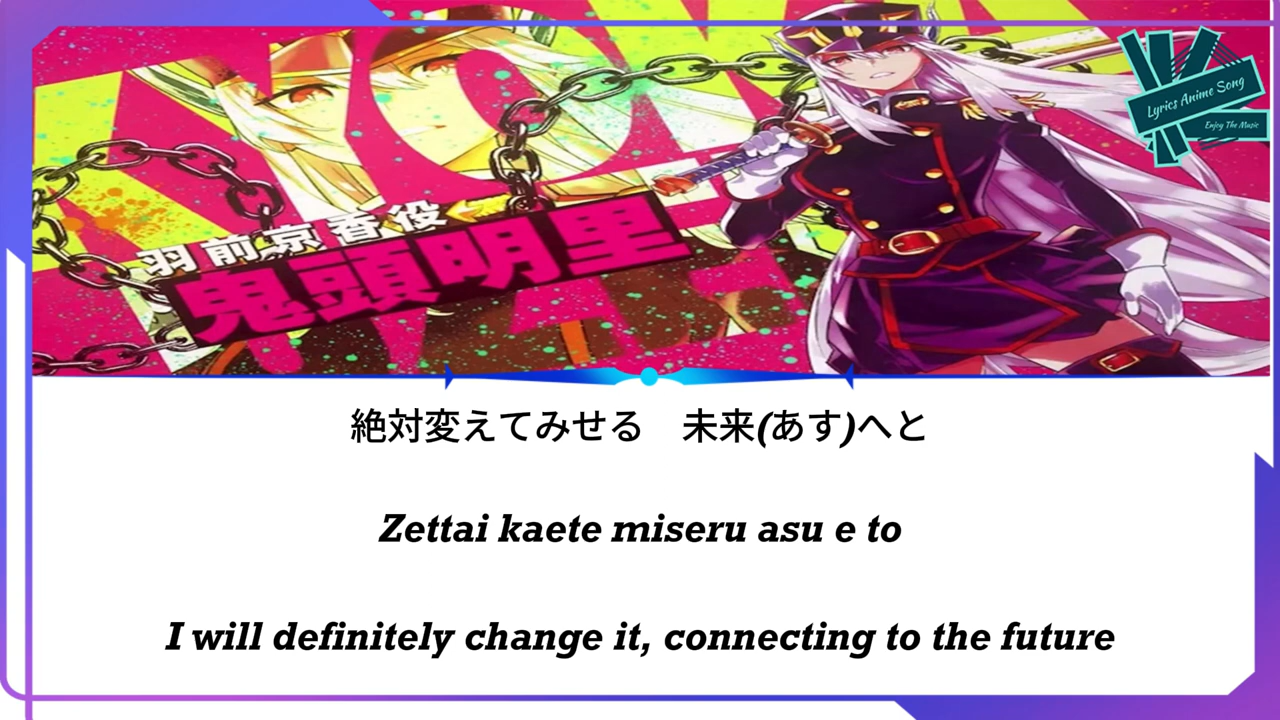 Lyrics Anime Song
Enjoy The Music
羽前京香役
鬼頭明里
絶対変えてみせる　未来(あす)へと
Zettai kaete miseru asu e to
I will definitely change it, connecting to the future